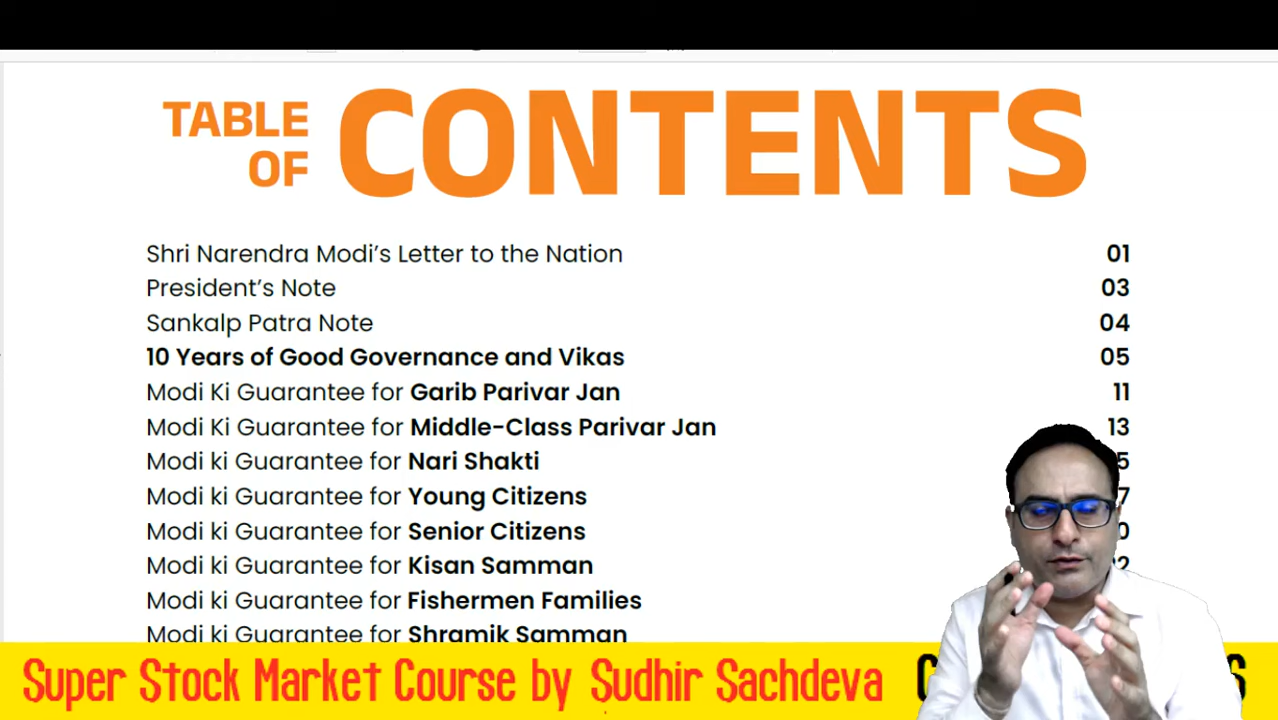 TABLE
OF
CONTENTS
Shri Narendra Modi's Letter to the Nation 01
President's Note 03
Sankalp Patra Note 04
10 Years of Good Governance and Vikas 05
Modi Ki Guarantee for Garib Parivar Jan 11
Modi Ki Guarantee for Middle-Class Parivar Jan 13
Modi ki Guarantee for Nari Shakti
Modi ki Guarantee for Young Citizens
Modi ki Guarantee for Senior Citizens
Modi ki Guarantee for Kisan Samman
Modi ki Guarantee for Fishermen Families
Modi ki Guarantee for Shramik Samman
Super Stock Market Course by Sudhir Sachdeva